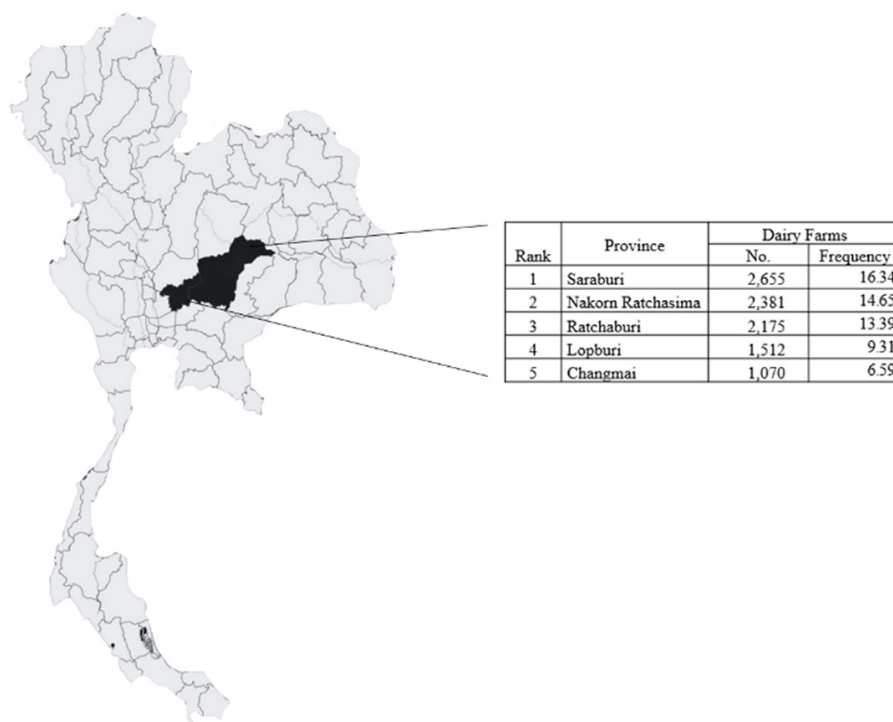 Rank Province Dairy Farms
No. Frequency
1 Saraburi 2,655 16.34
2 Nakorn Ratchasima 2,381 14.65
3 Ratchaburi 2,175 13.39
4 Lopburi 1,512 9.31
5 Changmai 1,070 6.59